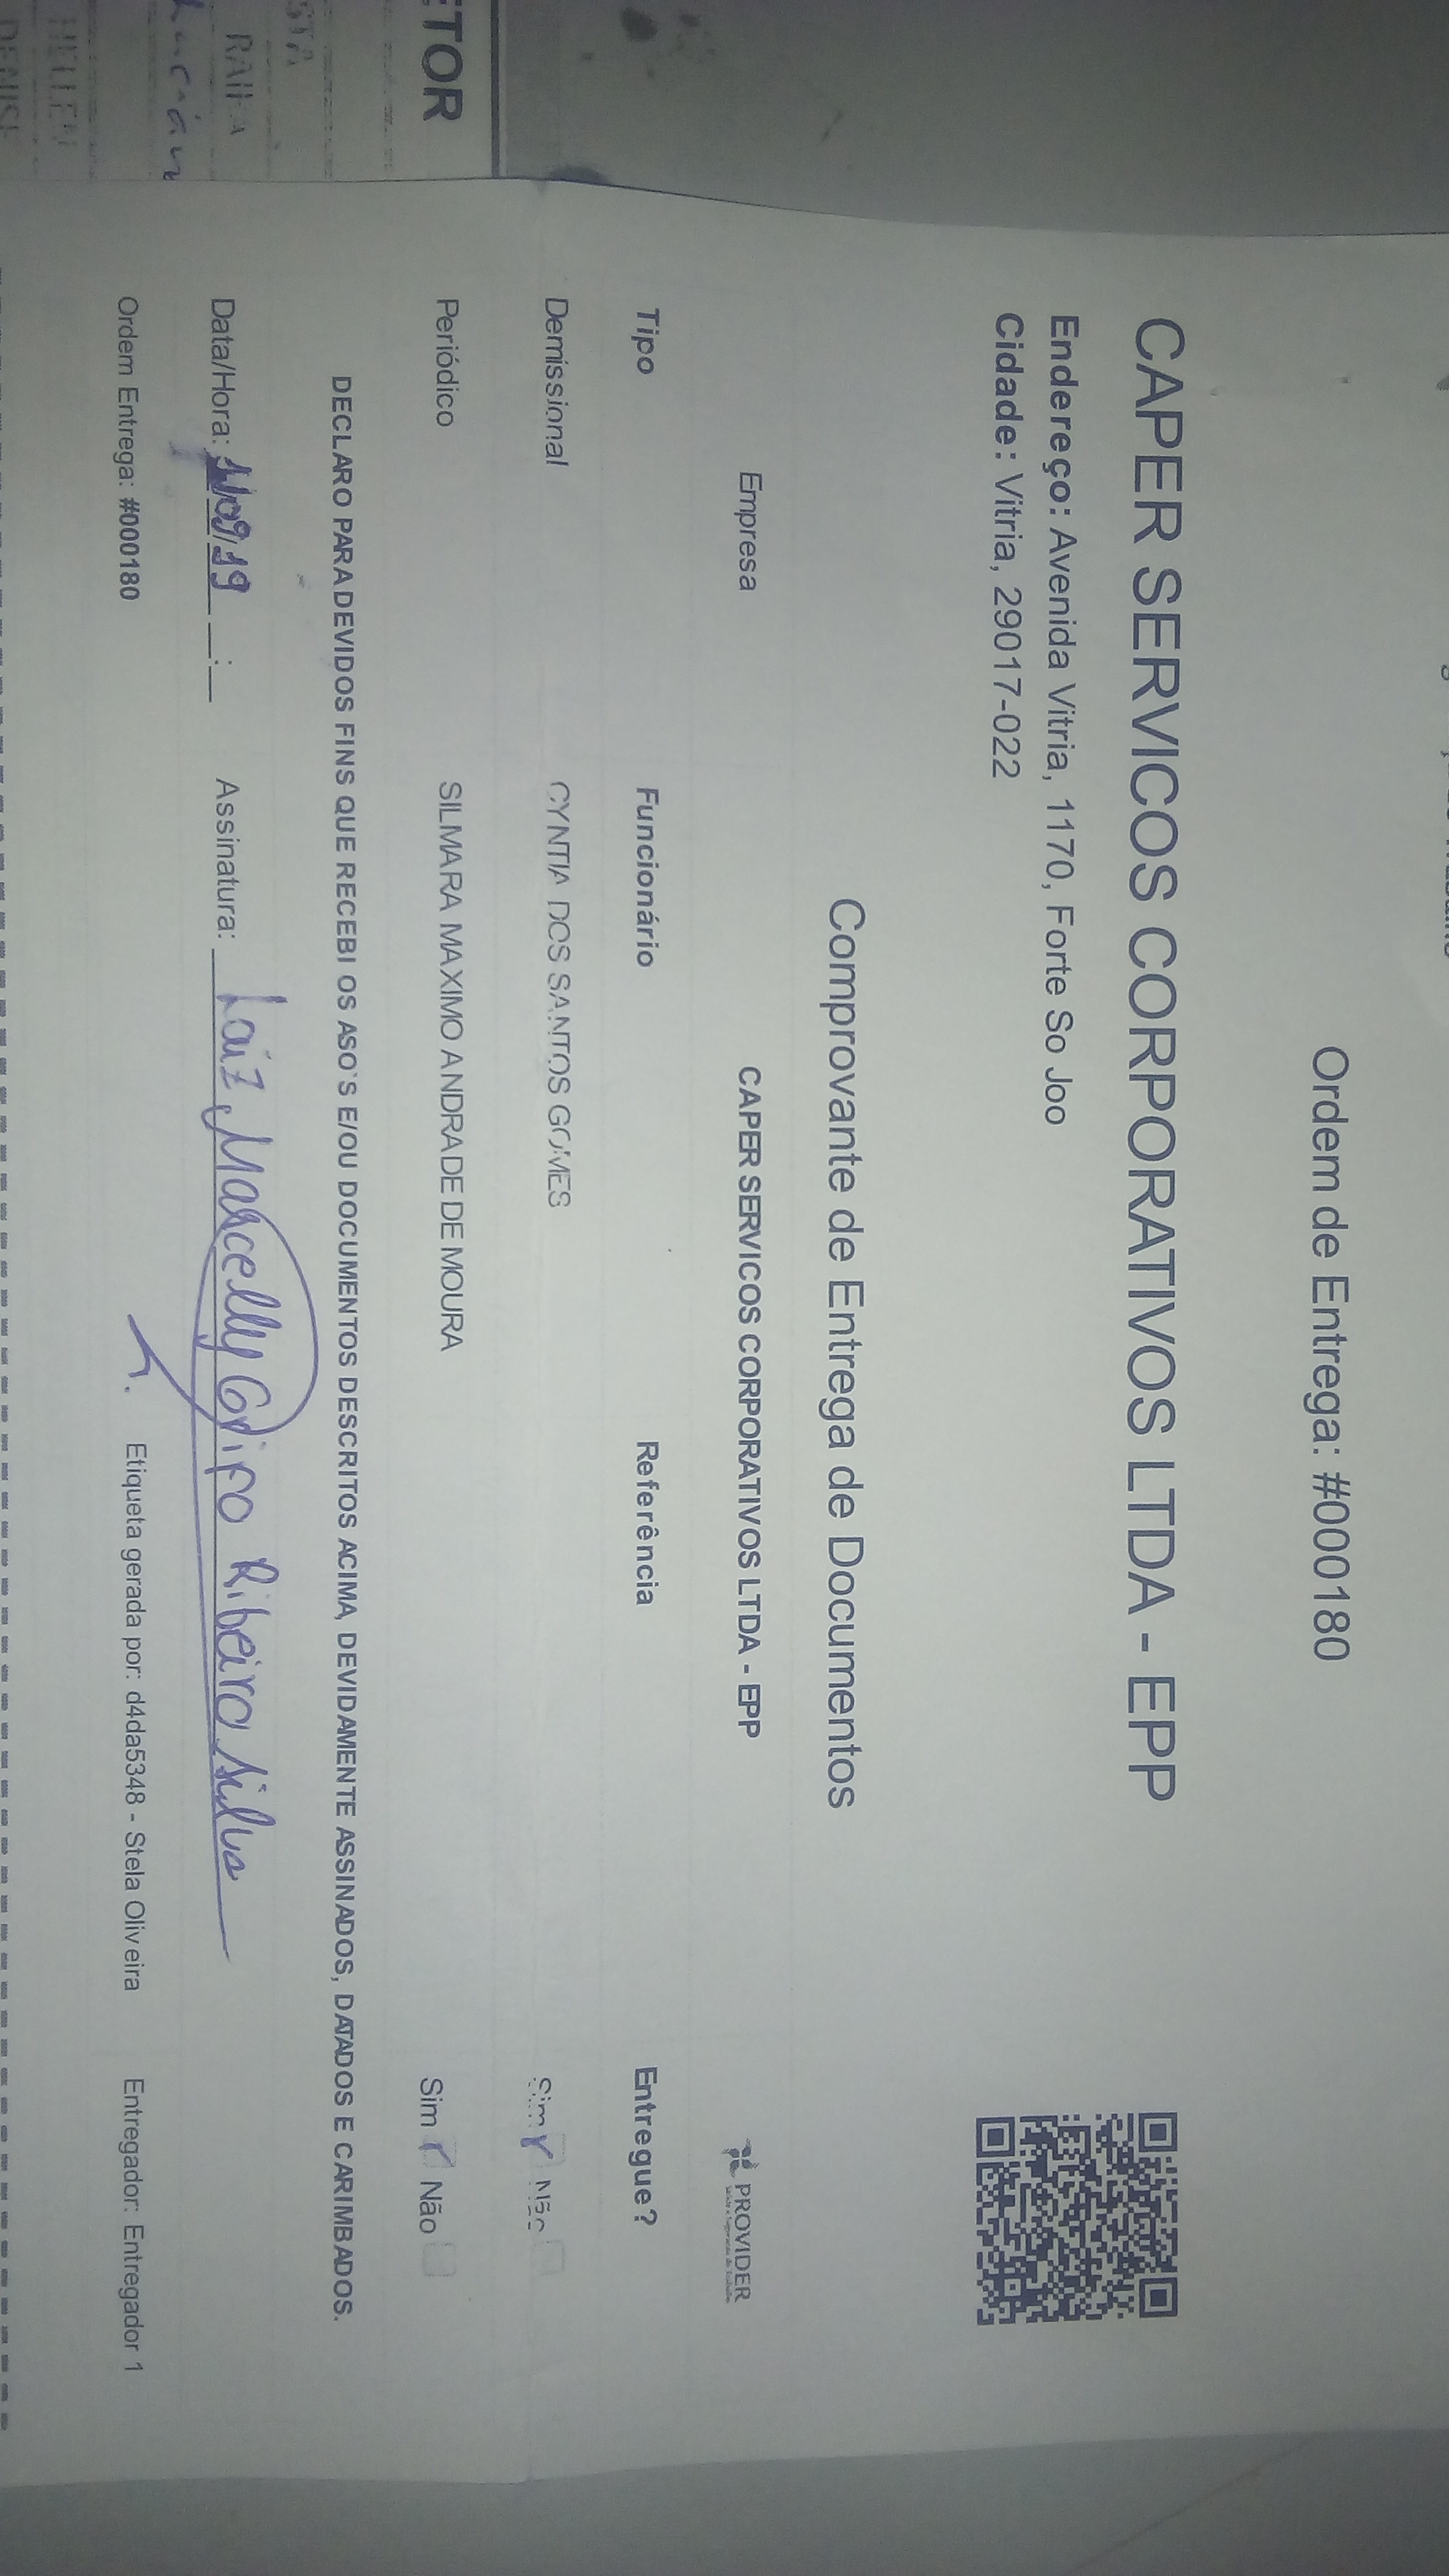 Ordem de Entrega: #000180
CAPER SERVICOS CORPORATIVOS LTDA - EPP
Endereço: Avenida Vitria, 1170, Forte So Joo
Cidade: Vitria, 29017-022
Comprovante de Entrega de Documentos
Empresa CAPER SERVICOS CORPORATIVOS LTDA - EPP PROVIDER
Tipo Funcionário Referência Entregue?
Demissional CYNTIA DOS SANTOS GOMES Sim Não
Periódico SILMARA MAXIMO ANDRADE DE MOURA Sim Não
DECLARO PARA DEVIDOS FINS QUE RECEBI OS ASO'S E/OU DOCUMENTOS DESCRITOS ACIMA, DEVIDAMENTE ASSINADOS, DATADOS E CARIMBADOS.
Data/Hora: /09/19 __:__ Assinatura: Laiz Marcelly Ribeiro Silva
Ordem Entrega: #000180 Etiqueta gerada por: d4da5348 - Stela Oliveira Entregador: Entregador 1
ETOR
STA
HELLEN
DENISE